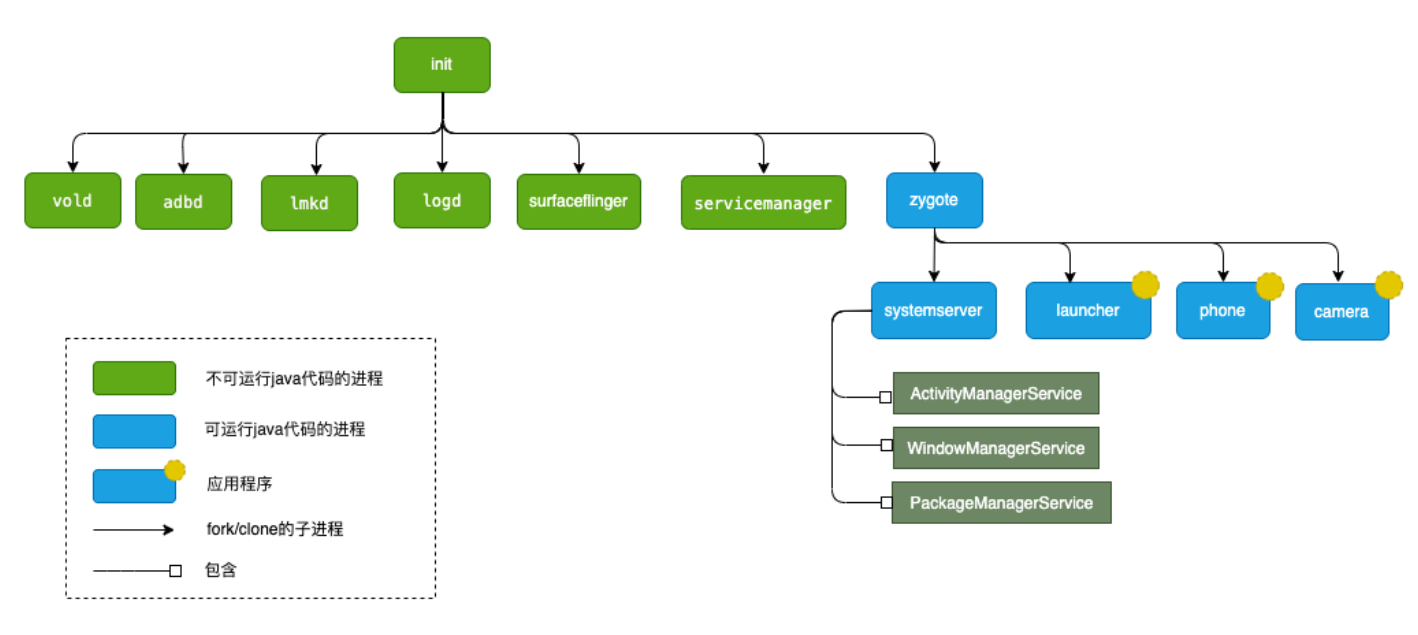 init
vold
adbd
lmkd
logd
surfaceflinger
servicemanager
zygote
systemserver
launcher
phone
camera
ActivityManagerService
WindowManagerService
PackageManagerService
不可运行java代码的进程
可运行java代码的进程
应用程序
fork/clone的子进程
包含